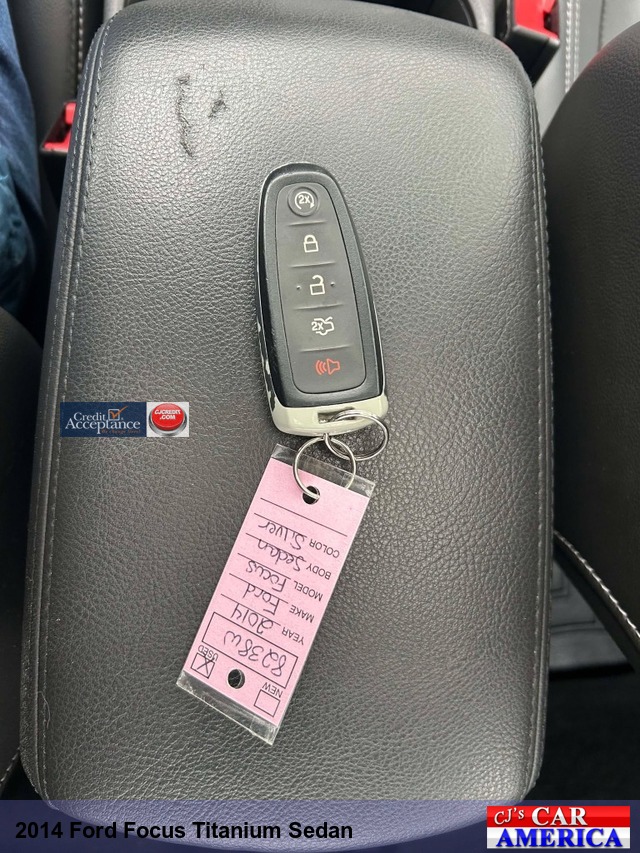 2X
2X
Credit
Acceptance
CJCREDIT
.COM
NEW
USED
8238W
YEAR 2014
MAKE Ford
MODEL Focus
BODY Sedan
COLOR Silver
2014 Ford Focus Titanium Sedan
CJ's CAR
AMERICA